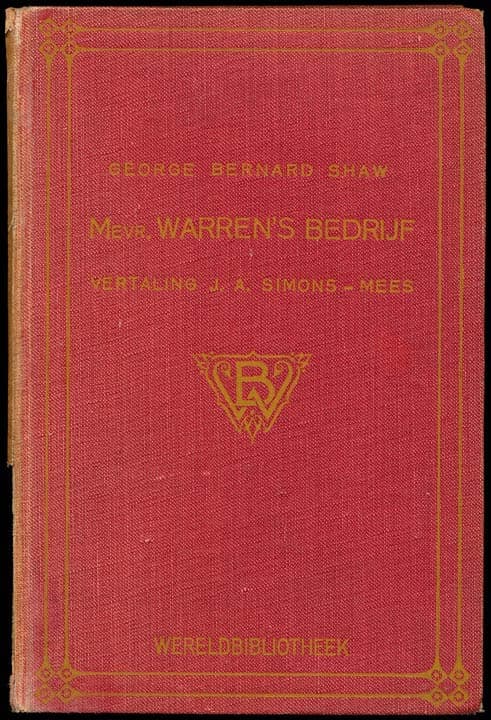 GEORGE BERNARD SHAW
MEVR. WARREN'S BEDRIJF
VERTALING J. A. SIMONS - MEES
WB
WERELDBIBLIOTHEEK